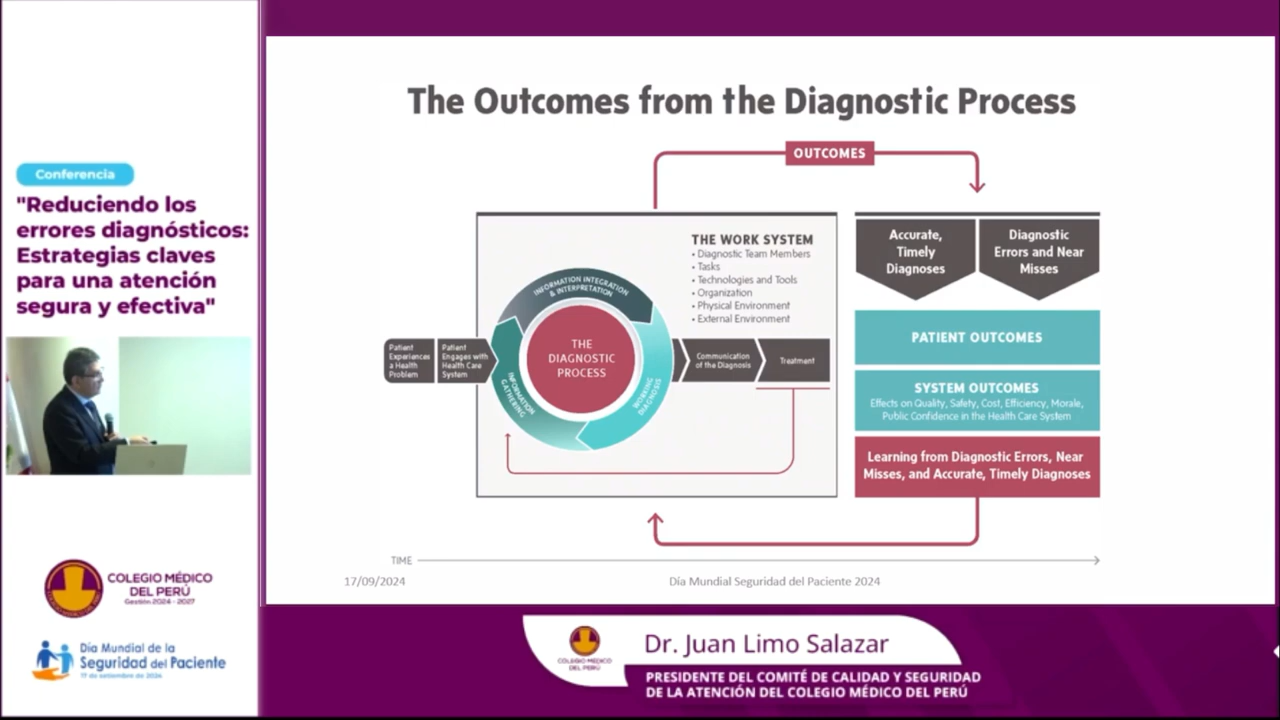 Conferencia
"Reduciendo los
errores diagnósticos:
Estrategias claves
para una atención
segura y efectiva"
COLEGIO MÉDICO
DEL PERÚ
Gestión 2024 - 2027
Día Mundial de la
Seguridad del Paciente
17 de setiembre de 2024
The Outcomes from the Diagnostic Process
OUTCOMES
Patient
Experiences
a Health
Problem
Patient
Engages with
Health Care
System
INFORMATION INTEGRATION
& INTERPRETATION
INFORMATION
GATHERING
WORKING
DIAGNOSIS
THE
DIAGNOSTIC
PROCESS
THE WORK SYSTEM
• Diagnostic Team Members
• Tasks
• Technologies and Tools
• Organization
• Physical Environment
• External Environment
Communication
of the Diagnosis
Treatment
Accurate,
Timely
Diagnoses
Diagnostic
Errors and Near
Misses
PATIENT OUTCOMES
SYSTEM OUTCOMES
Effects on Quality, Safety, Cost, Efficiency, Morale,
Public Confidence in the Health Care System
Learning from Diagnostic Errors, Near
Misses, and Accurate, Timely Diagnoses
TIME
17/09/2024
Día Mundial Seguridad del Paciente 2024
COLEGIO MÉDICO
DEL PERÚ
Dr. Juan Limo Salazar
PRESIDENTE DEL COMITÉ DE CALIDAD Y SEGURIDAD
DE LA ATENCIÓN DEL COLEGIO MÉDICO DEL PERÚ